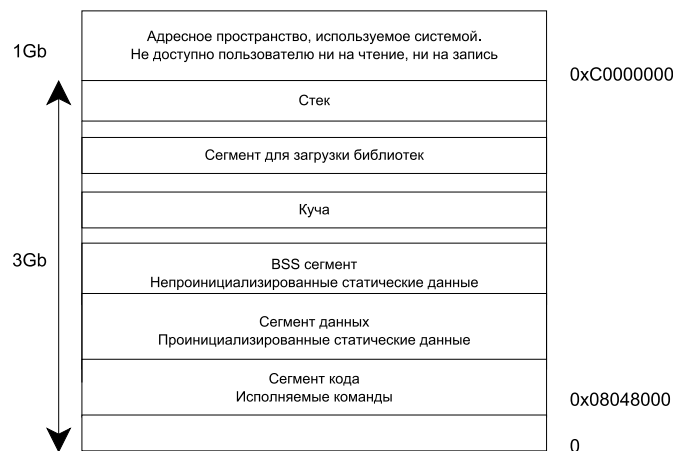 Адресное пространство, используемое системой.
Не доступно пользователю ни на чтение, ни на запись
1Gb
0xC0000000
Стек
Сегмент для загрузки библиотек
Куча
3Gb
BSS сегмент
Непроинициализированные статические данные
Сегмент данных
Проинициализированные статические данные
Сегмент кода
Исполняемые команды
0x08048000
0